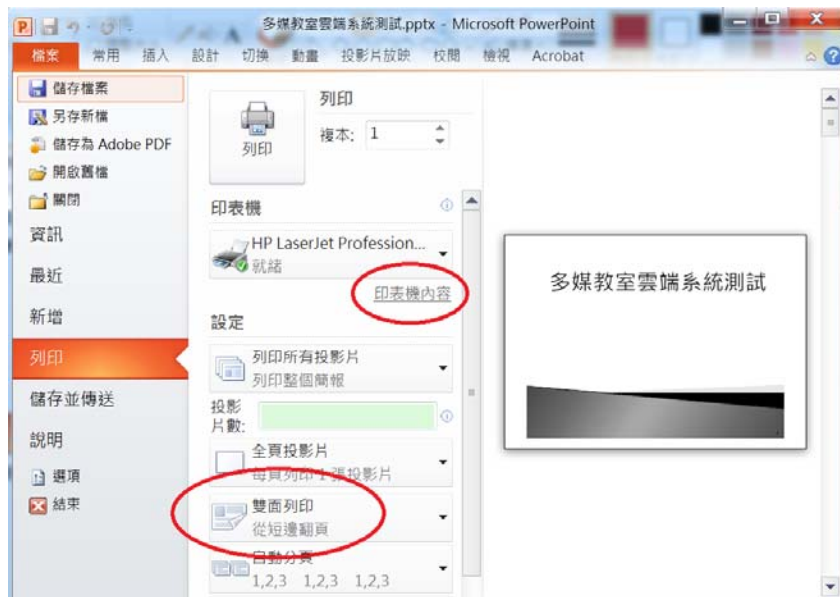 多媒教室雲端系統測試.pptx - Microsoft PowerPoint
檔案 常用 插入 設計 切換 動畫 投影片放映 校閱 檢視 Acrobat
儲存檔案
另存新檔
儲存為 Adobe PDF
開啟舊檔
關閉
資訊
最近
新增
列印
儲存並傳送
說明
選項
結束
列印
列印
複本: 1
印表機
HP LaserJet Profession...
就緒
印表機內容
設定
列印所有投影片
列印整個簡報
投影
片數:
全頁投影片
每頁列印 1 張投影片
雙面列印
從短邊翻頁
自動分頁
1,2,3 1,2,3 1,2,3
多媒教室雲端系統測試